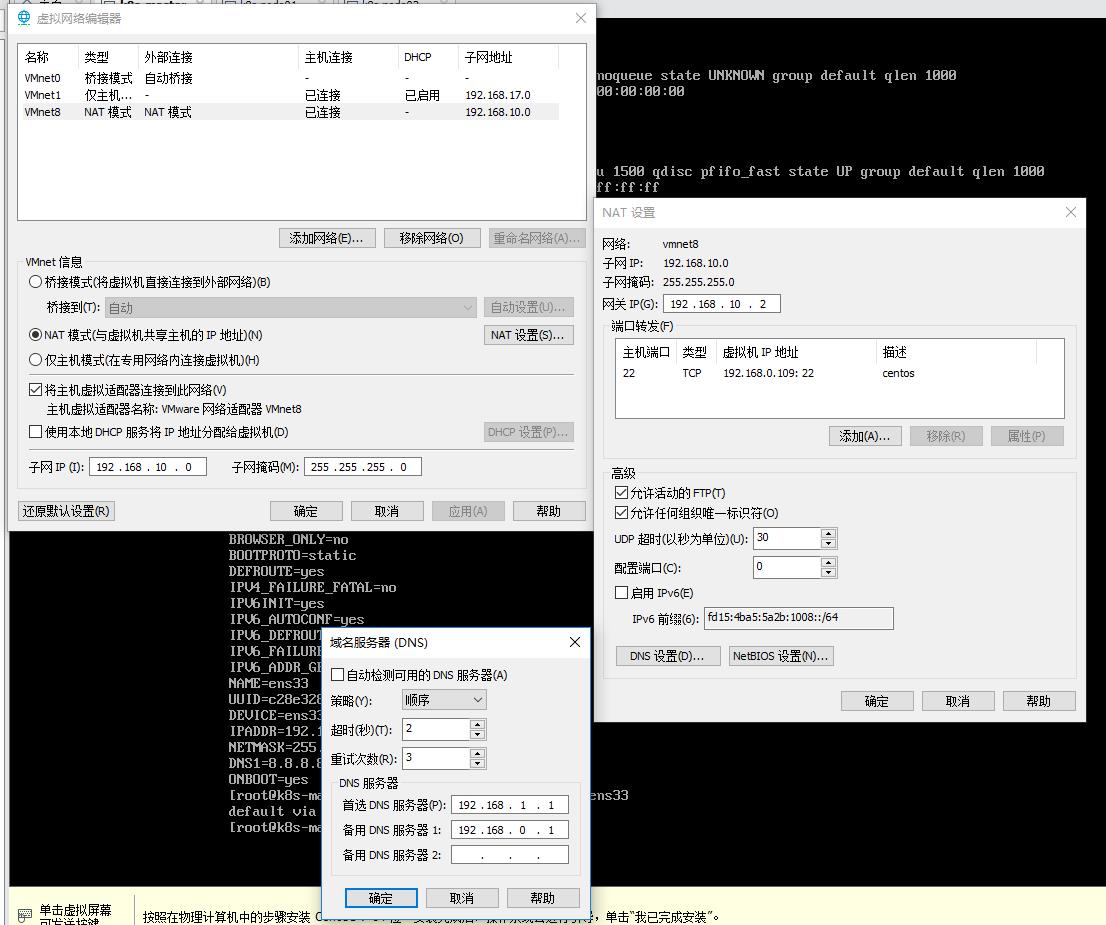 k8s-master
虚拟网络编辑器
名称 类型 外部连接 主机连接 DHCP 子网地址
VMnet0 桥接模式 自动桥接 - - -
VMnet1 仅主机... - 已连接 已启用 192.168.17.0
VMnet8 NAT 模式 NAT 模式 已连接 - 192.168.10.0
添加网络(E)... 移除网络(O) 重命名网络(A)...
VMnet 信息
桥接模式(将虚拟机直接连接到外部网络)(B)
桥接到(T): 自动 自动设置(U)...
NAT 模式(与虚拟机共享主机的 IP 地址)(N) NAT 设置(S)...
仅主机模式(在专用网络内连接虚拟机)(H)
将主机虚拟适配器连接到此网络(V)
主机虚拟适配器名称: VMware 网络适配器 VMnet8
使用本地 DHCP 服务将 IP 地址分配给虚拟机(D) DHCP 设置(P)...
子网 IP (I): 192 . 168 . 10 . 0 子网掩码(M): 255 . 255 . 255 . 0
还原默认设置(R) 确定 取消 应用(A) 帮助
noqueue state UNKNOWN group default qlen 1000
00:00:00:00
u 1500 qdisc pfifo_fast state UP group default qlen 1000
ff:ff:ff
NAT 设置
网络: vmnet8
子网 IP: 192.168.10.0
子网掩码: 255.255.255.0
网关 IP(G): 192 . 168 . 10 . 2
端口转发(F)
主机端口 类型 虚拟机 IP 地址 描述
22 TCP 192.168.0.109: 22 centos
添加(A)... 移除(R) 属性(P)
高级
允许活动的 FTP(T)
允许任何组织唯一标识符(O)
UDP 超时(以秒为单位)(U): 30
配置端口(C): 0
启用 IPv6(E)
IPv6 前缀(6): fd15:4ba5:5a2b:1008::/64
DNS 设置(D)... NetBIOS 设置(N)...
确定 取消 帮助
BROWSER_ONLY=no
BOOTPROTO=static
DEFROUTE=yes
IPV4_FAILURE_FATAL=no
IPV6INIT=yes
IPV6_AUTOCONF=yes
IPV6_DEFROUT
IPV6_FAILURE
IPV6_ADDR_GE
NAME=ens33
UUID=c28e328
DEVICE=ens33
IPADDR=192.1
NETMASK=255.
DNS1=8.8.8.8
ONBOOT=yes
[root@k8s-ma ens33
default via
[root@k8s-ma
域名服务器 (DNS)
自动检测可用的 DNS 服务器(A)
策略(Y): 顺序
超时(秒)(T): 2
重试次数(R): 3
DNS 服务器
首选 DNS 服务器(P): 192 . 168 . 1 . 1
备用 DNS 服务器 1: 192 . 168 . 0 . 1
备用 DNS 服务器 2: . . .
确定 取消 帮助
单击虚拟屏幕
可发送按键
按照在物理计算机中的步骤安装 单击“我已完成安装”。